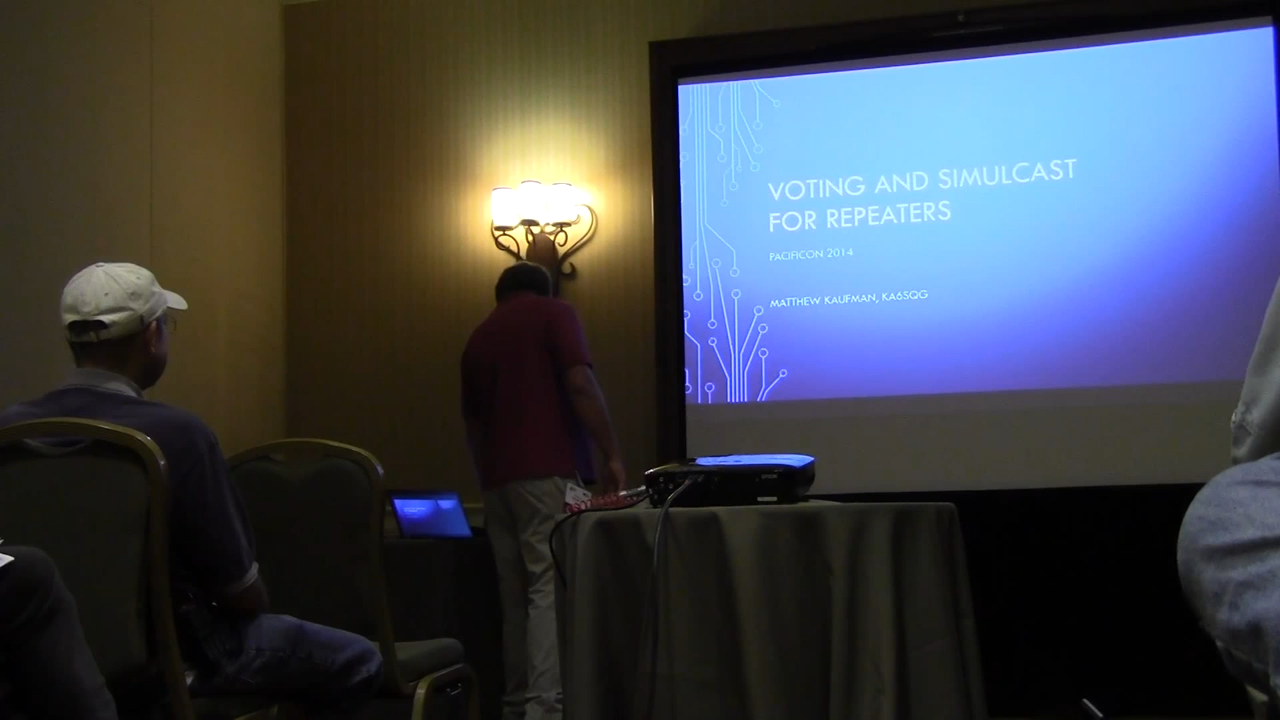 VOTING AND SIMULCAST
FOR REPEATERS
PACIFICON 2014
MATTHEW KAUFMAN, KA6SQG